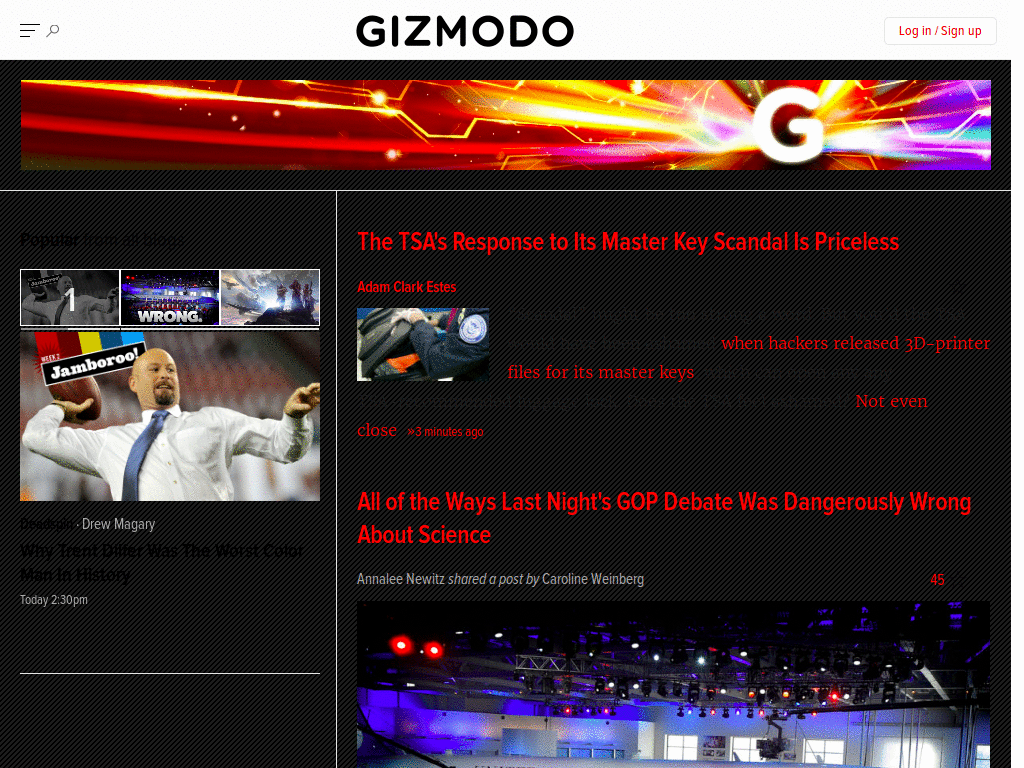 GIZMODO
Log in / Sign up
G
Popular from all blogs
Jamboroo!
1
WRONG.
WEEK 2
Jamboroo!
Deadspin · Drew Magary
Why Trent Dilfer Was The Worst Color
Man In History
Today 2:30pm
The TSA's Response to Its Master Key Scandal Is Priceless
Adam Clark Estes
when hackers released 3D-printer
files for its master keys
Not even
close »3 minutes ago
All of the Ways Last Night's GOP Debate Was Dangerously Wrong
About Science
Annalee Newitz shared a post by Caroline Weinberg
45